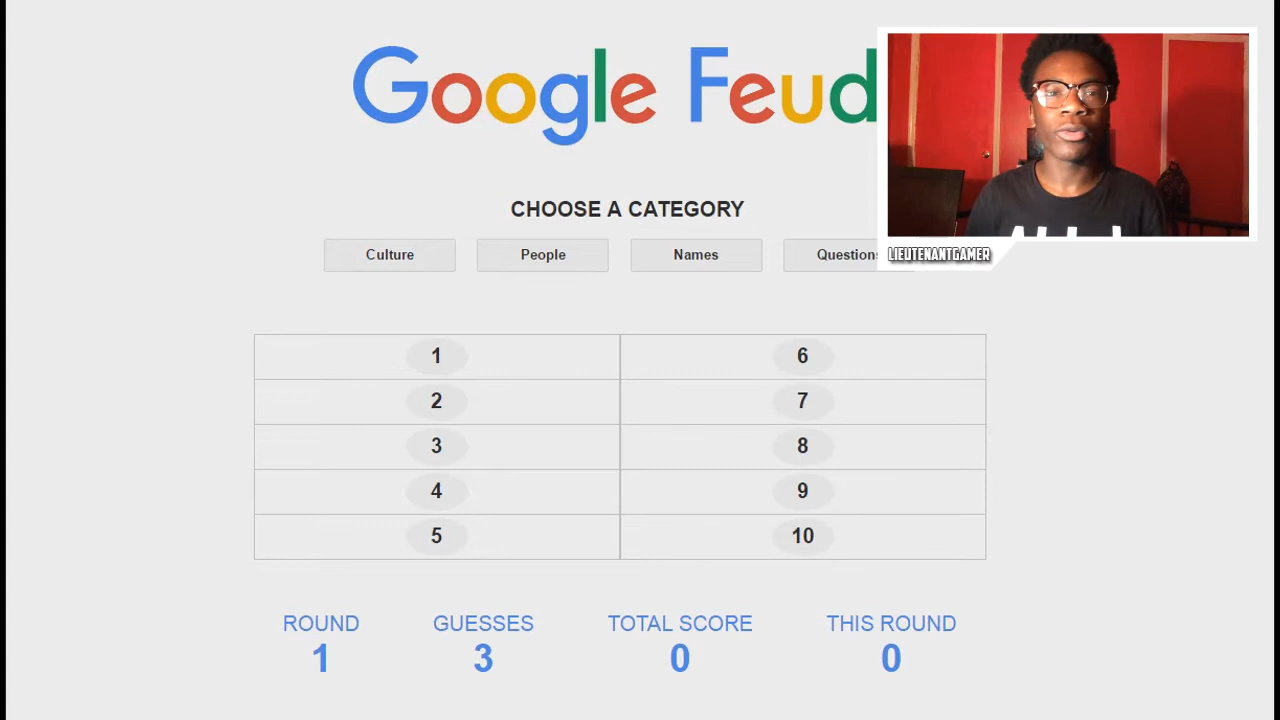 Google Feud
CHOOSE A CATEGORY
Culture People Names Questions
LIEUTENANTGAMER
1 6
2 7
3 8
4 9
5 10
ROUND GUESSES TOTAL SCORE THIS ROUND
1 3 0 0